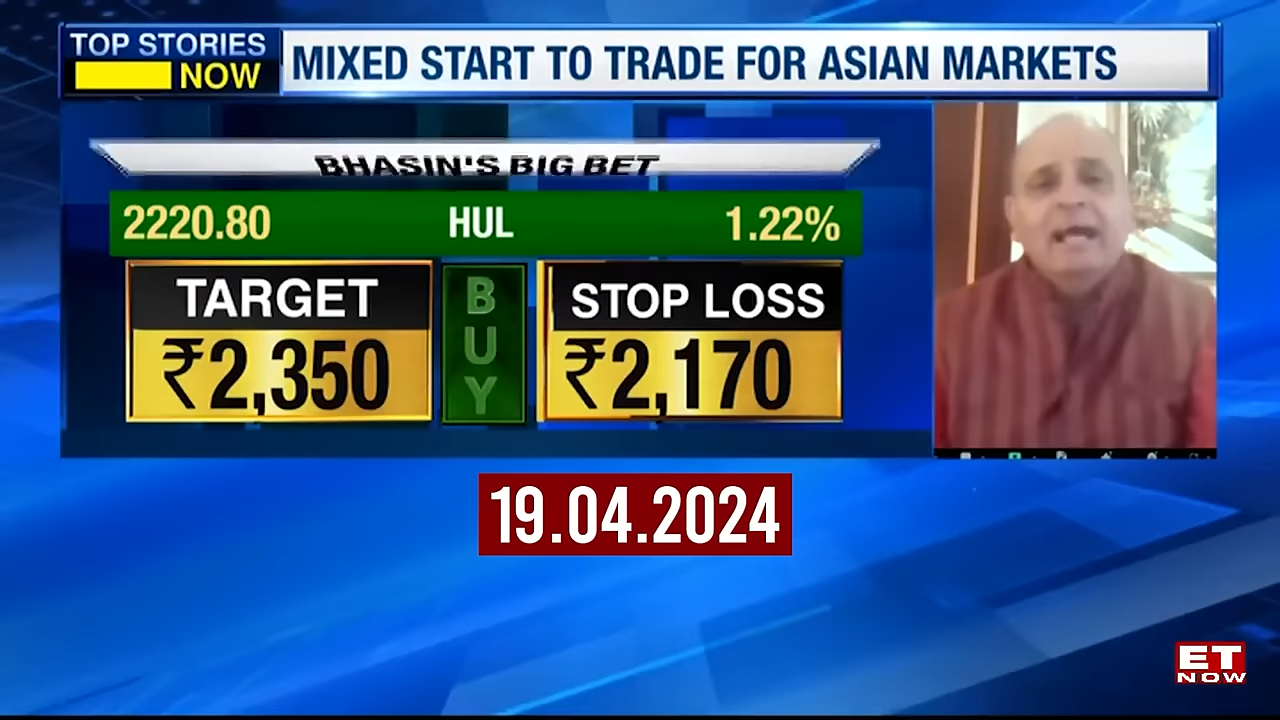 TOP STORIES
NOW
MIXED START TO TRADE FOR ASIAN MARKETS
BHASIN'S BIG BET
2220.80 HUL 1.22%
TARGET
₹2,350
BUY
STOP LOSS
₹2,170
19.04.2024
ET
NOW